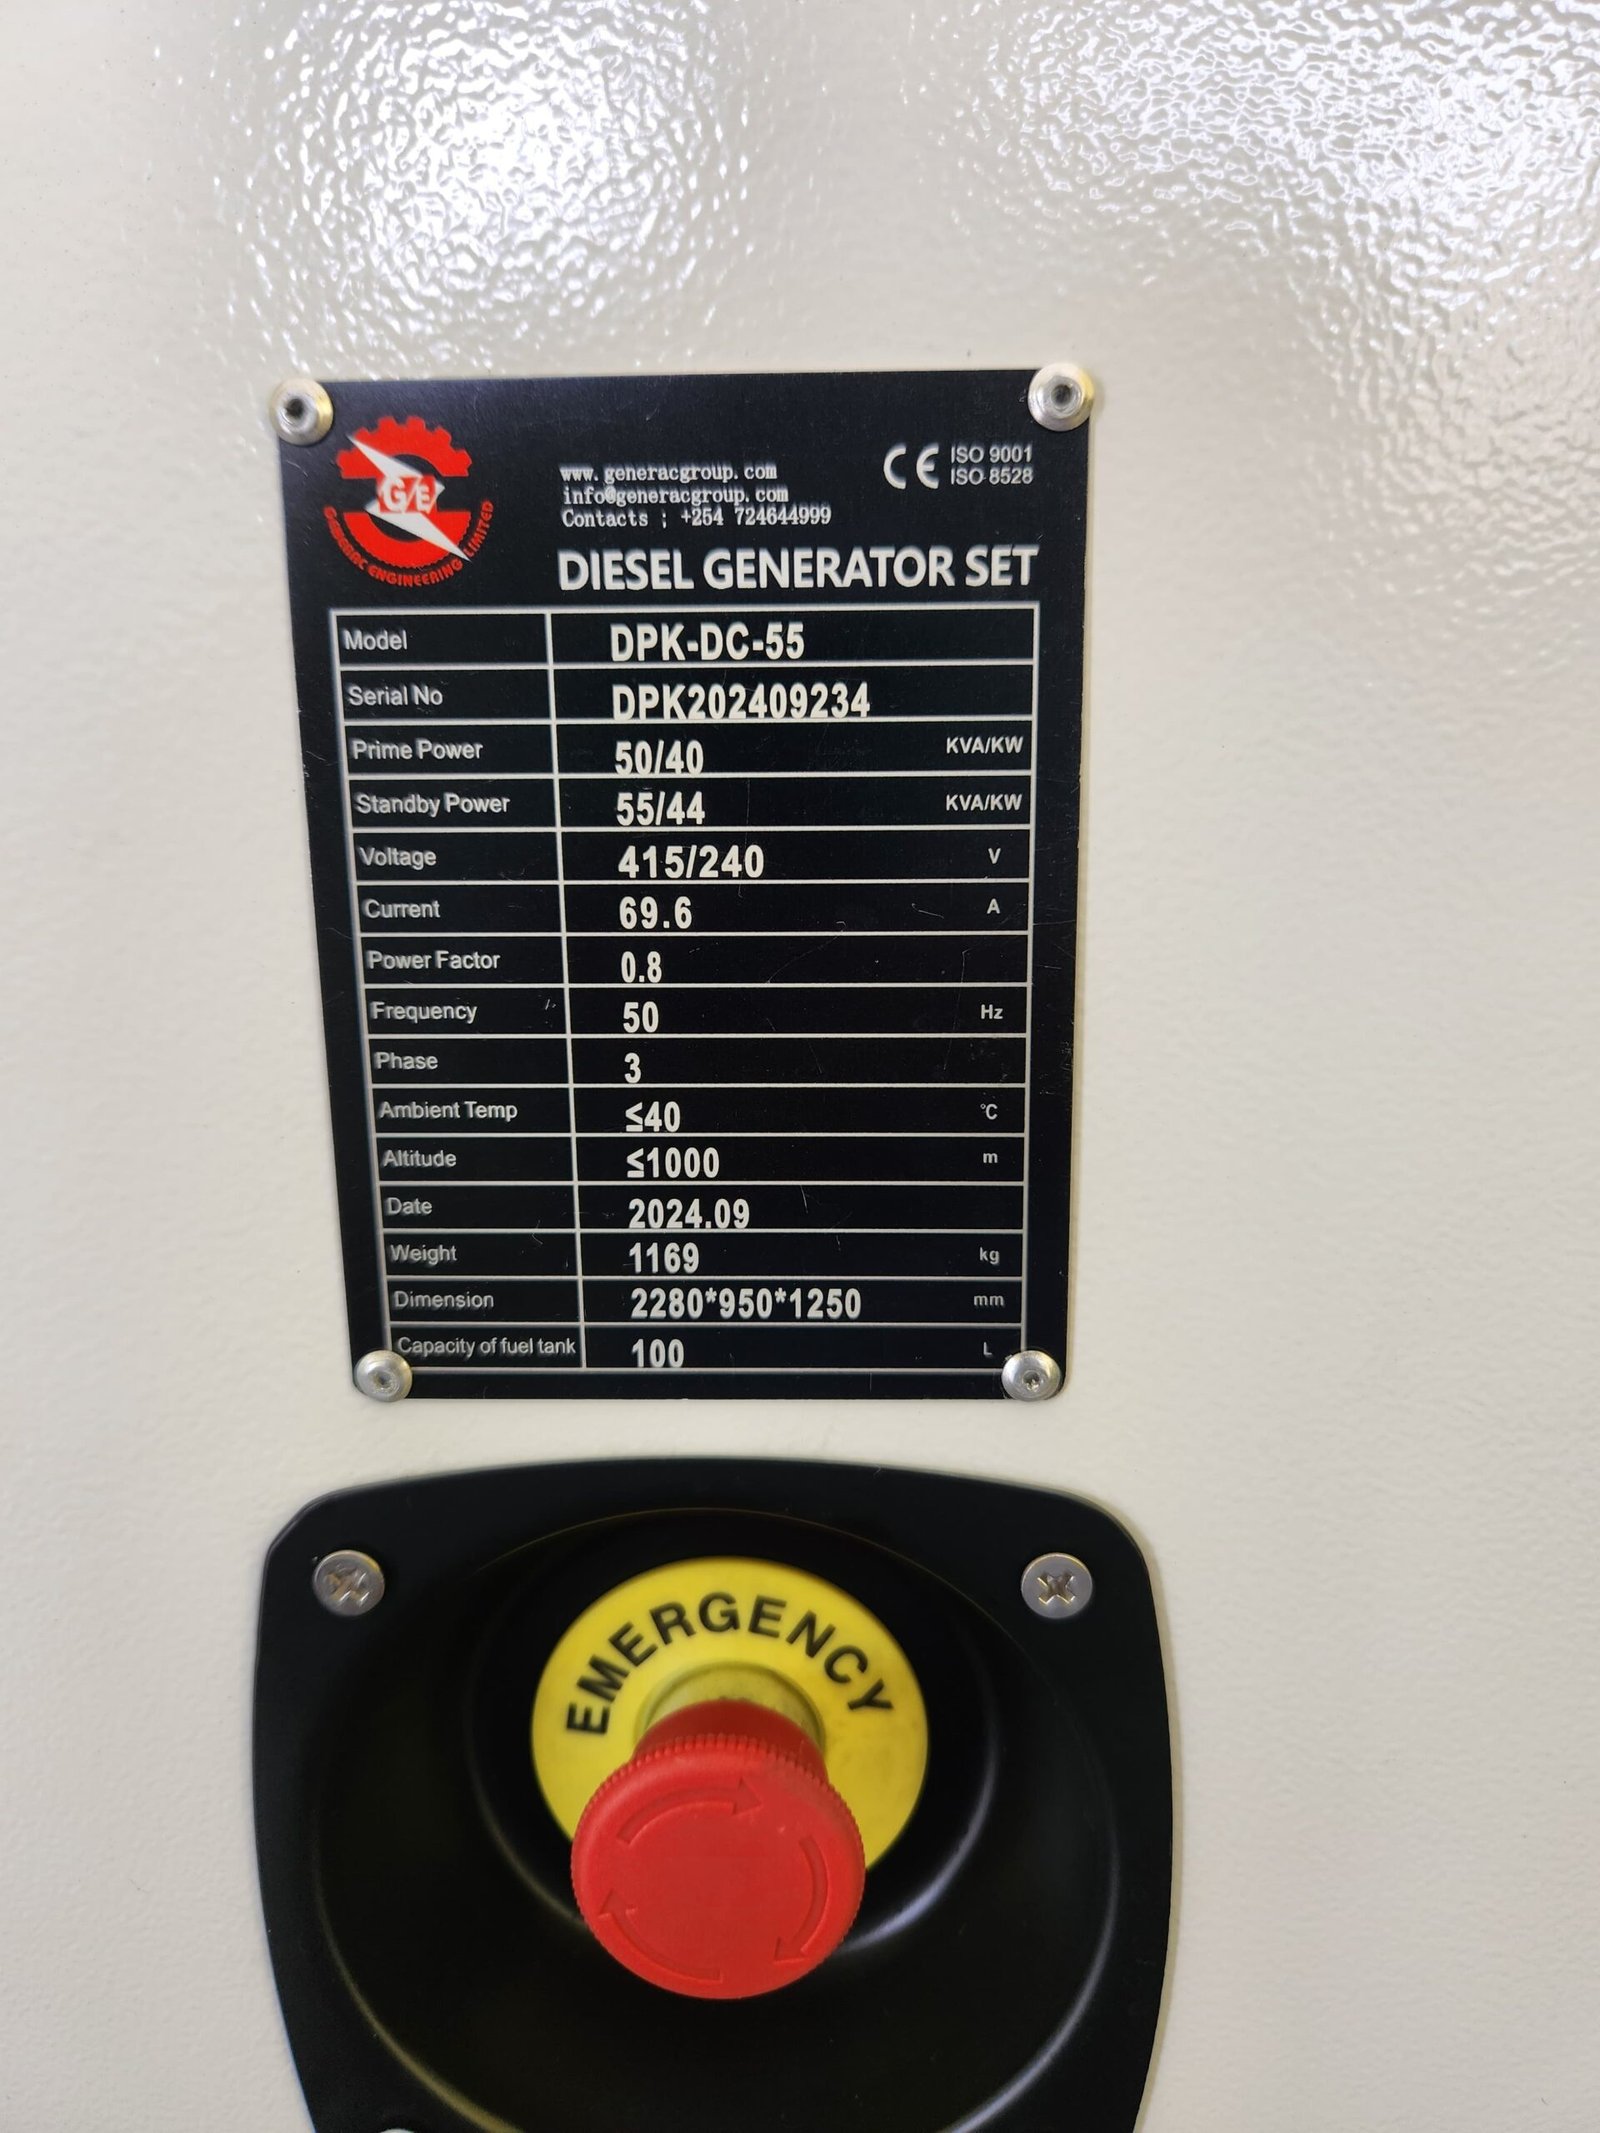 G/E
GENERAC ENGINEERING LIMITED
www.generacgroup.com
info@generacgroup.com
Contacts ; +254 724644999
CE ISO 9001
ISO 8528
DIESEL GENERATOR SET
Model DPK-DC-55
Serial No DPK202409234
Prime Power 50/40 KVA/KW
Standby Power 55/44 KVA/KW
Voltage 415/240 V
Current 69.6 A
Power Factor 0.8
Frequency 50 Hz
Phase 3
Ambient Temp ≤40 ℃
Altitude ≤1000 m
Date 2024.09
Weight 1169 kg
Dimension 2280*950*1250 mm
Capacity of fuel tank 100 L
EMERGENCY